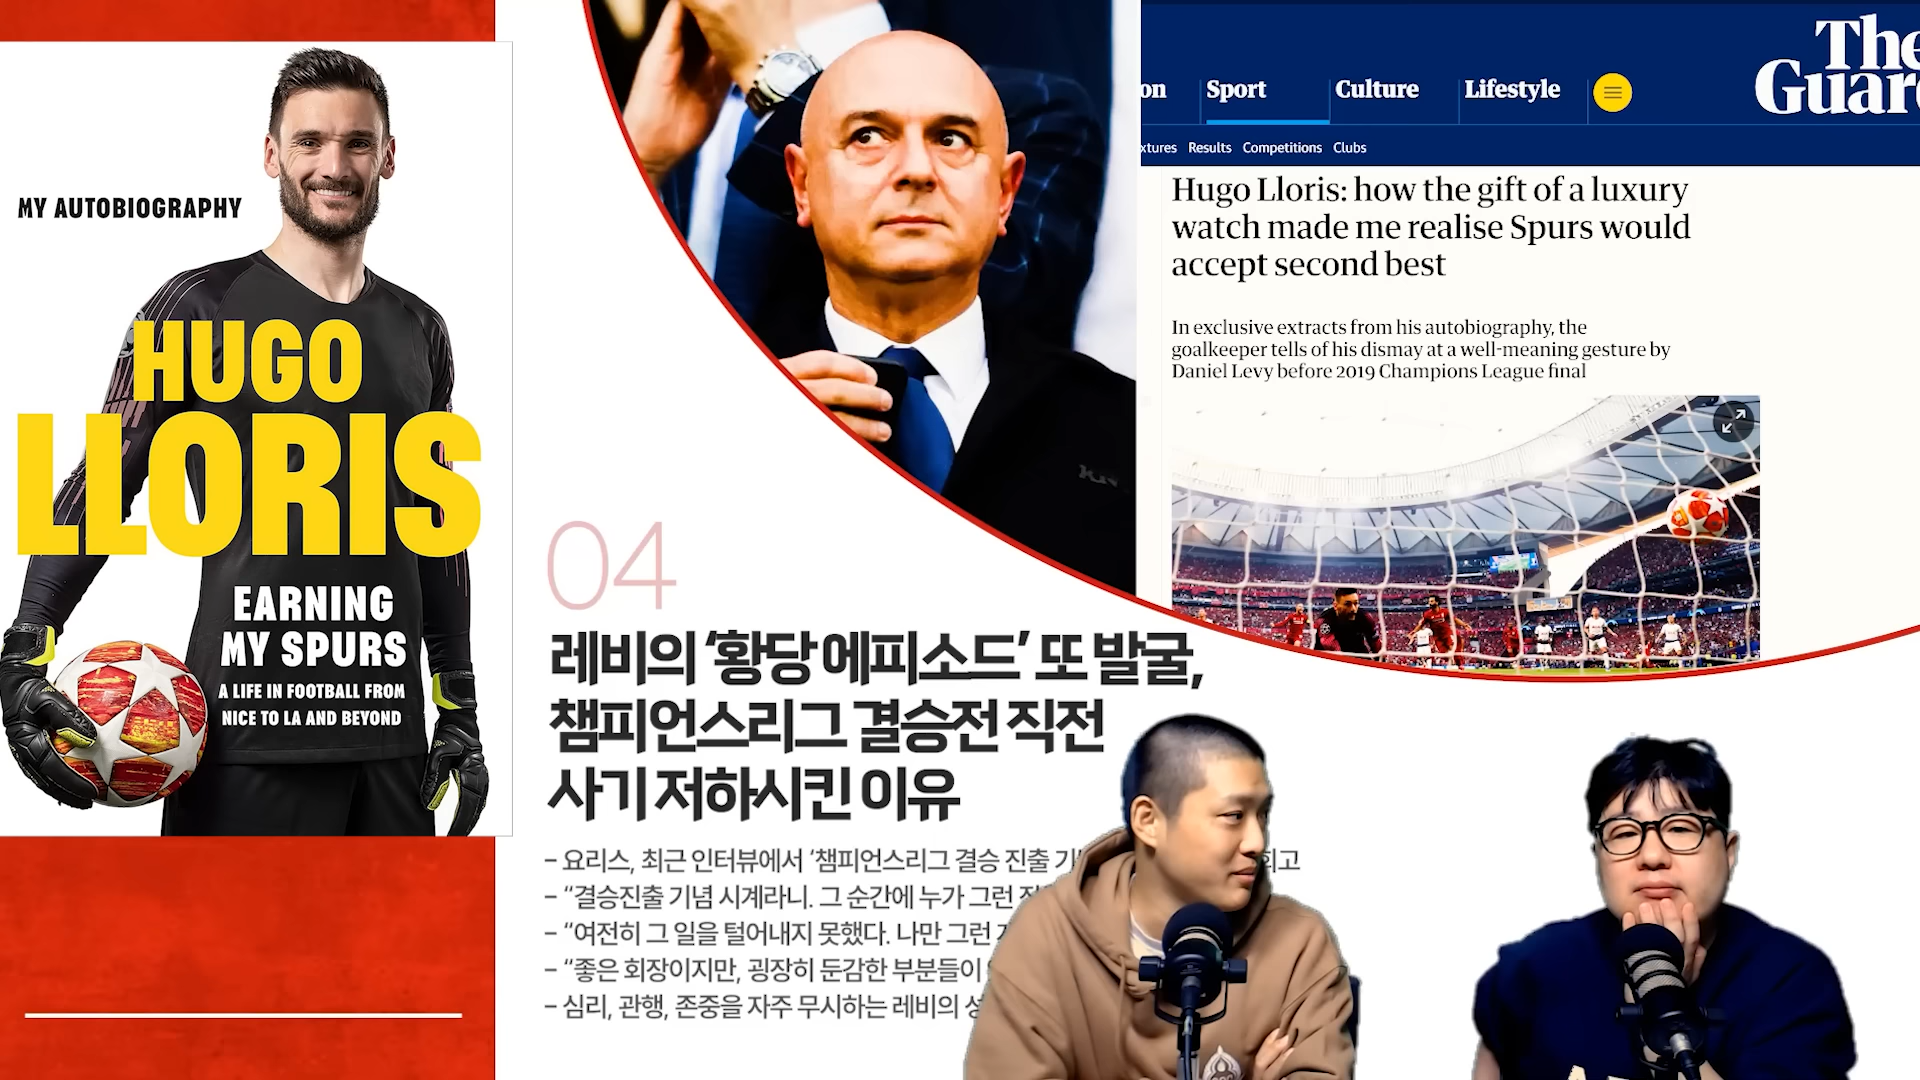 MY AUTOBIOGRAPHY
HUGO
LLORIS
EARNING
MY SPURS
A LIFE IN FOOTBALL FROM
NICE TO LA AND BEYOND
The
Sport
Culture
Lifestyle
Results
Competitions
Clubs
Hugo Lloris: how the gift of a luxury
watch made me realise Spurs would
accept second best
In exclusive extracts from his autobiography, the
goalkeeper tells of his dismay at a well-meaning gesture by
Daniel Levy before 2019 Champions League final
04
레비의 ‘황당 에피소드’ 또 발굴,
챔피언스리그 결승전 직전
사기 저하시킨 이유
– 요리스, 최근 인터뷰에서 ‘챔피언스리그 결승 진출
– “결승진출 기념 시계라니. 그 순간에 누가 그런
– “여전히 그 일을 털어내지 못했다. 나만 그런
– “좋은 회장이지만, 굉장히 둔감한 부분들이
– 심리, 관행, 존중을 자주 무시하는 레비의